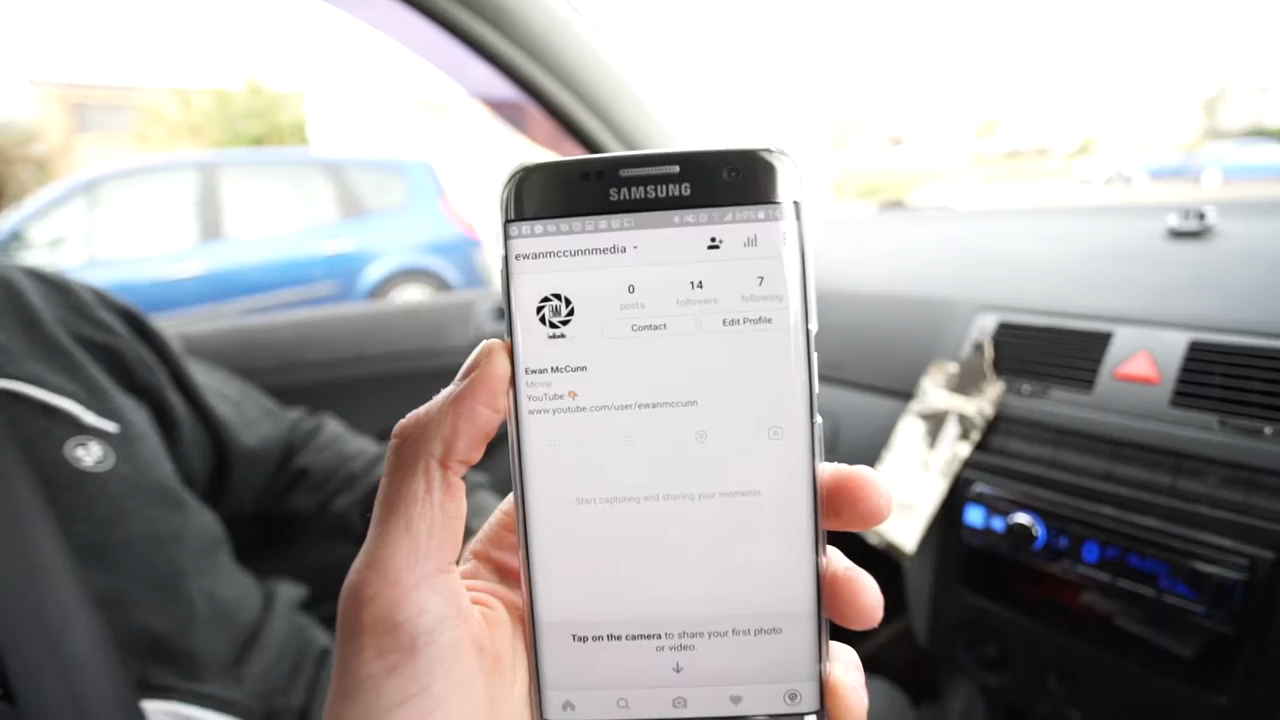 SAMSUNG
69%
ewanmccunnmedia
0 14 7
posts followers following
Contact Edit Profile
Ewan McCunn
Movie
YouTube
www.youtube.com/user/ewanmccunn
Start capturing and sharing your moments
Tap on the camera to share your first photo
or video.